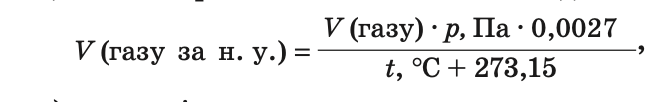 V (газу за н. у.) = V (газу) · p, Па · 0,0027 / t, °C + 273,15,